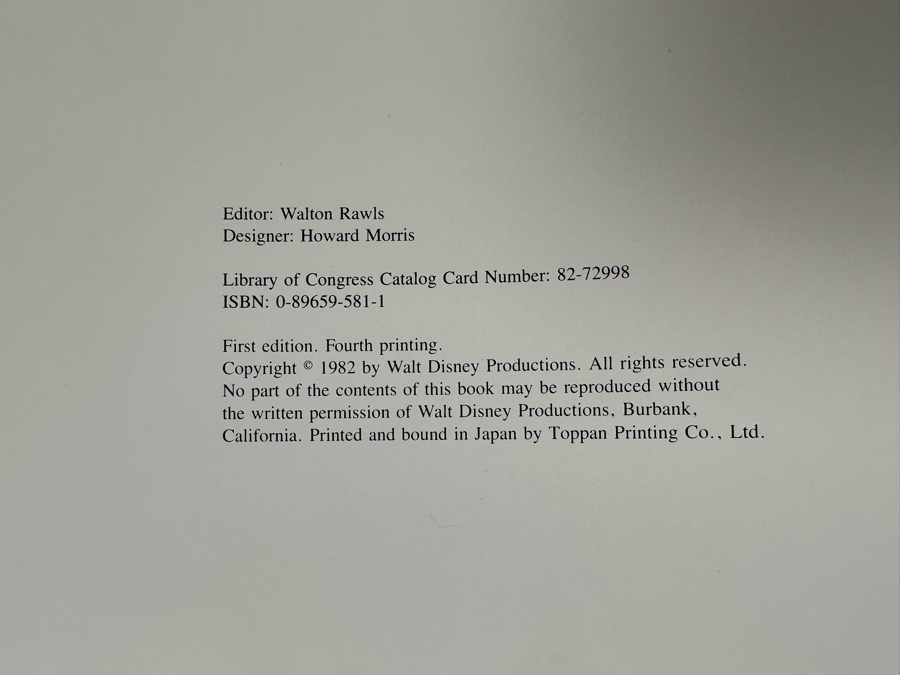 Editor: Walton Rawls
Designer: Howard Morris
Library of Congress Catalog Card Number: 82-72998
ISBN: 0-89659-581-1
First edition. Fourth printing.
Copyright © 1982 by Walt Disney Productions. All rights reserved.
No part of the contents of this book may be reproduced without
the written permission of Walt Disney Productions, Burbank,
California. Printed and bound in Japan by Toppan Printing Co., Ltd.